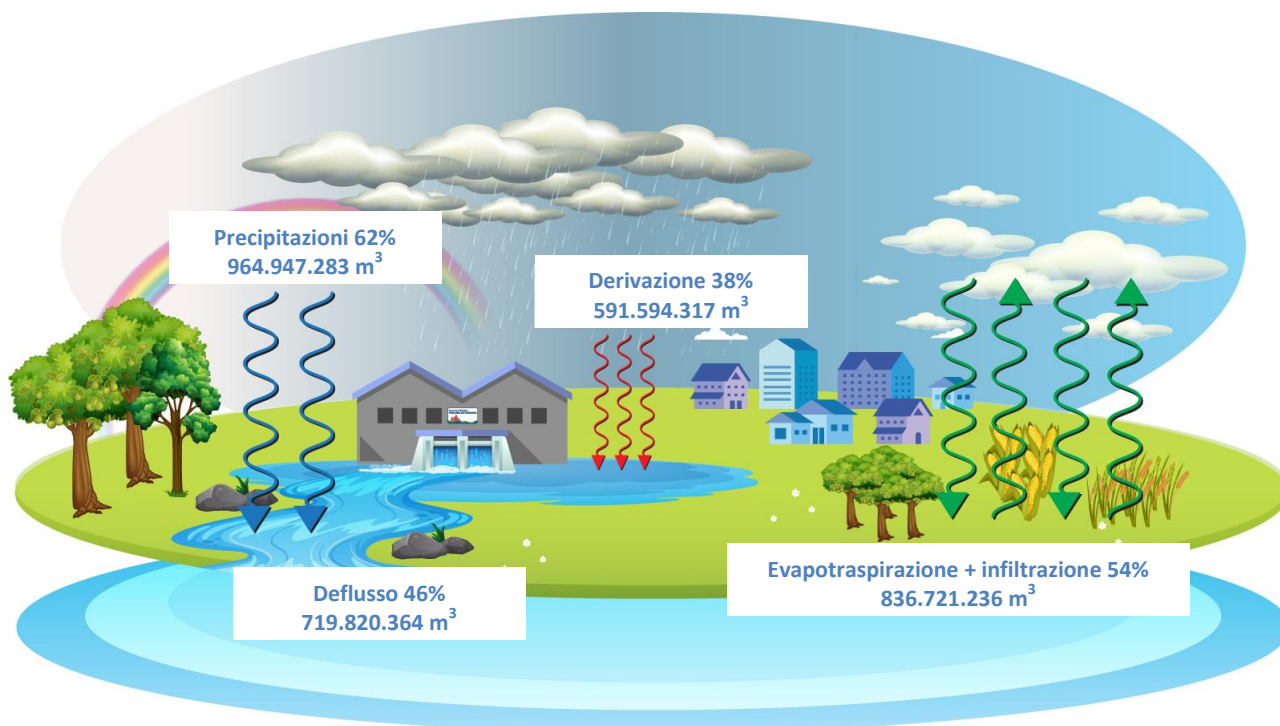 Precipitazioni 62%
964.947.283 m³
Derivazione 38%
591.594.317 m³
Deflusso 46%
719.820.364 m³
Evapotraspirazione + infiltrazione 54%
836.721.236 m³